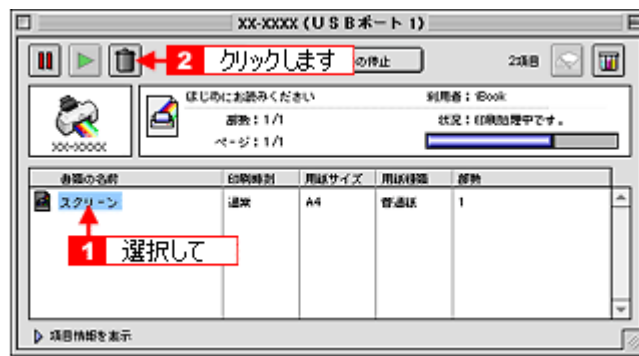 XX-XXXX (USBポート 1)
2 クリックします の停止 2項目
はじめにお読みください 利用者：iBook
部数：1/1 状況：印刷処理中です。
XX-XXXX ページ：1/1
書類の名前 印刷時刻 用紙サイズ 用紙種類 部数
スクリーン 通常 A4 普通紙 1
1 選択して
項目情報を表示